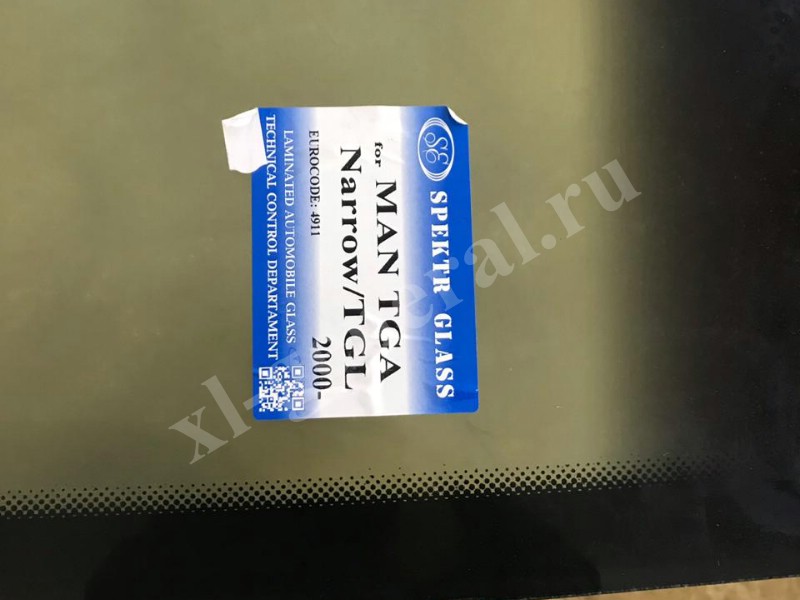 SPEKTR GLASS
for MAN TGA
Narrow/TGL
2000-
EUROCODE: 4911
LAMINATED AUTOMOBILE GLASS
TECHNICAL CONTROL DEPARTAMENT